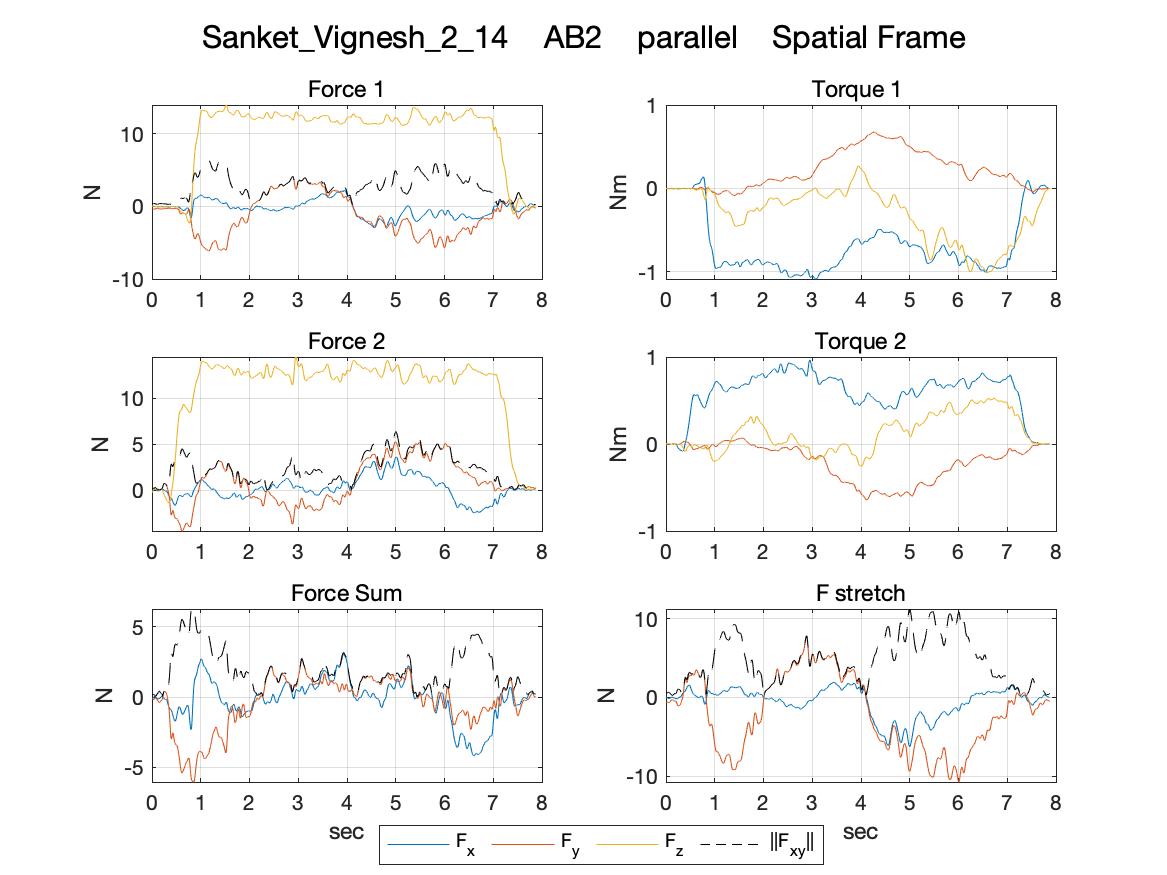 Sanket_Vignesh_2_14 AB2 parallel Spatial Frame
Force 1
Torque 1
10
0
-10
N
0 1 2 3 4 5 6 7 8
1
0
-1
Nm
0 1 2 3 4 5 6 7 8
Force 2
Torque 2
10
5
0
N
0 1 2 3 4 5 6 7 8
1
0
-1
Nm
0 1 2 3 4 5 6 7 8
Force Sum
F stretch
5
0
-5
N
0 1 2 3 4 5 6 7 8
10
0
-10
N
0 1 2 3 4 5 6 7 8
sec
sec
F_x F_y F_z ||F_xy||